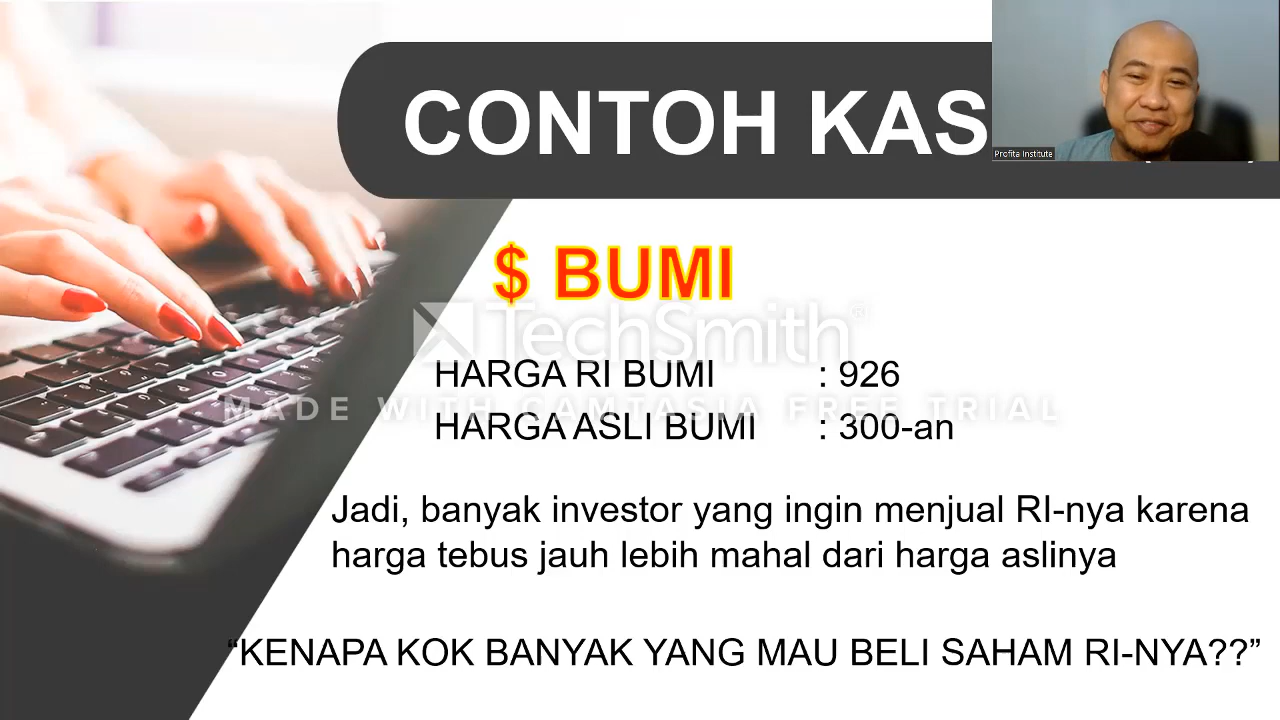 CONTOH KAS
Profita Institute
$ BUMI
TechSmith®
HARGA RI BUMI : 926
MADE WITH CAMTASIA FREE TRIAL
HARGA ASLI BUMI : 300-an
Jadi, banyak investor yang ingin menjual RI-nya karena
harga tebus jauh lebih mahal dari harga aslinya
“KENAPA KOK BANYAK YANG MAU BELI SAHAM RI-NYA??”